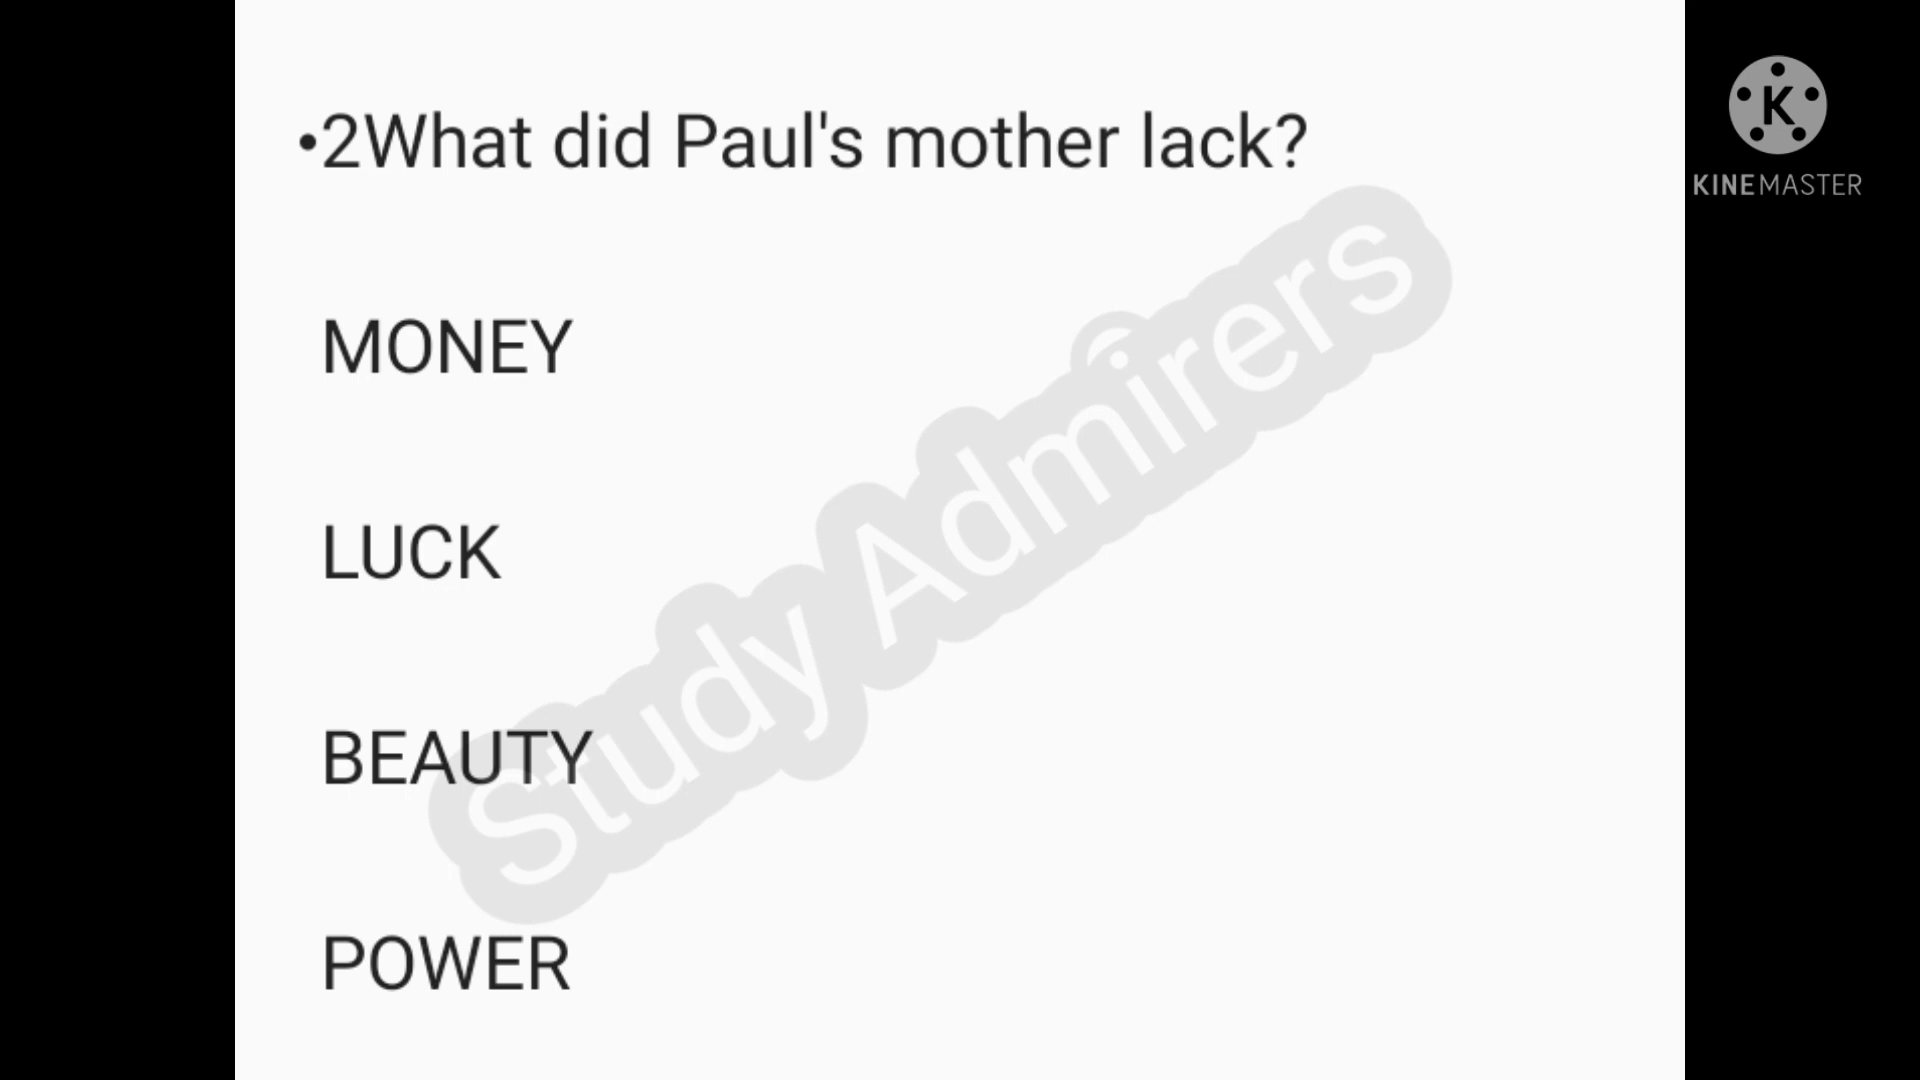 •2What did Paul's mother lack?
MONEY
LUCK
BEAUTY
POWER
Study Admirers
K
KINEMASTER